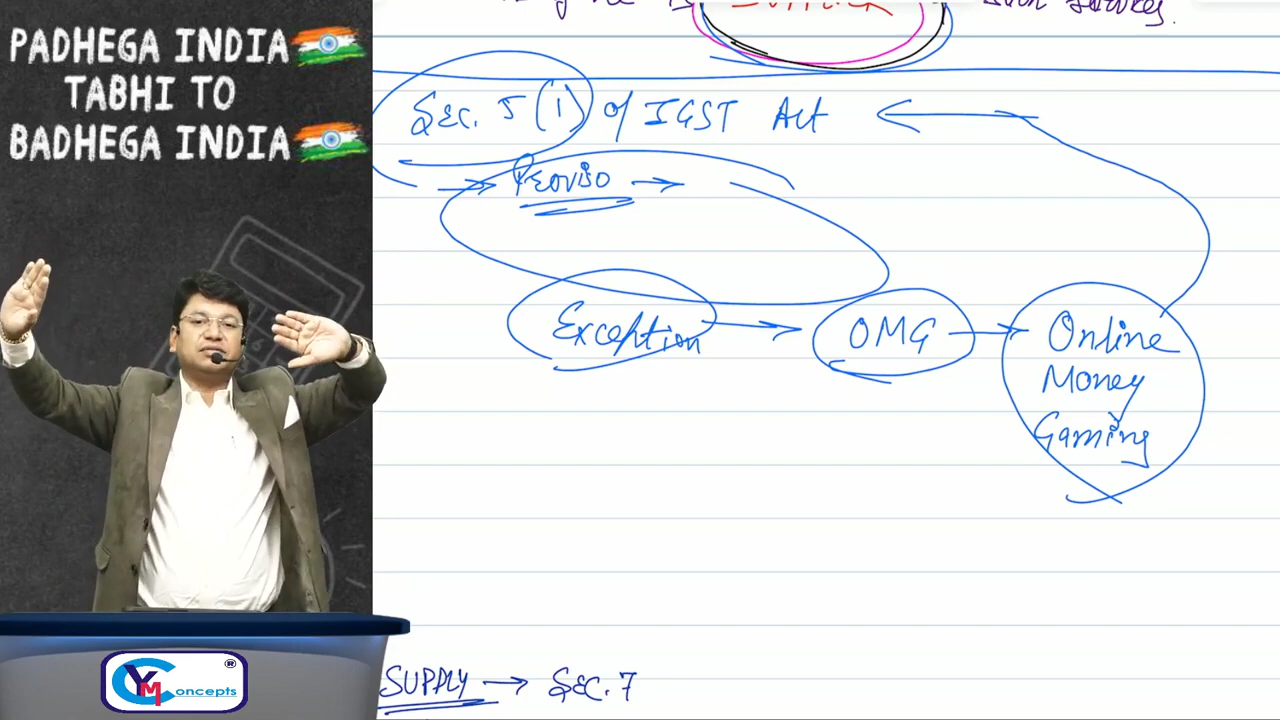 PADHEGA INDIA
TABHI TO
BADHEGA INDIA
SUPPLIER
Sec. 5 (1) of IGST Act
Proviso
Exception → OMG → Online
Money
Gaming
SUPPLY → Sec. 7
YM Concepts ®